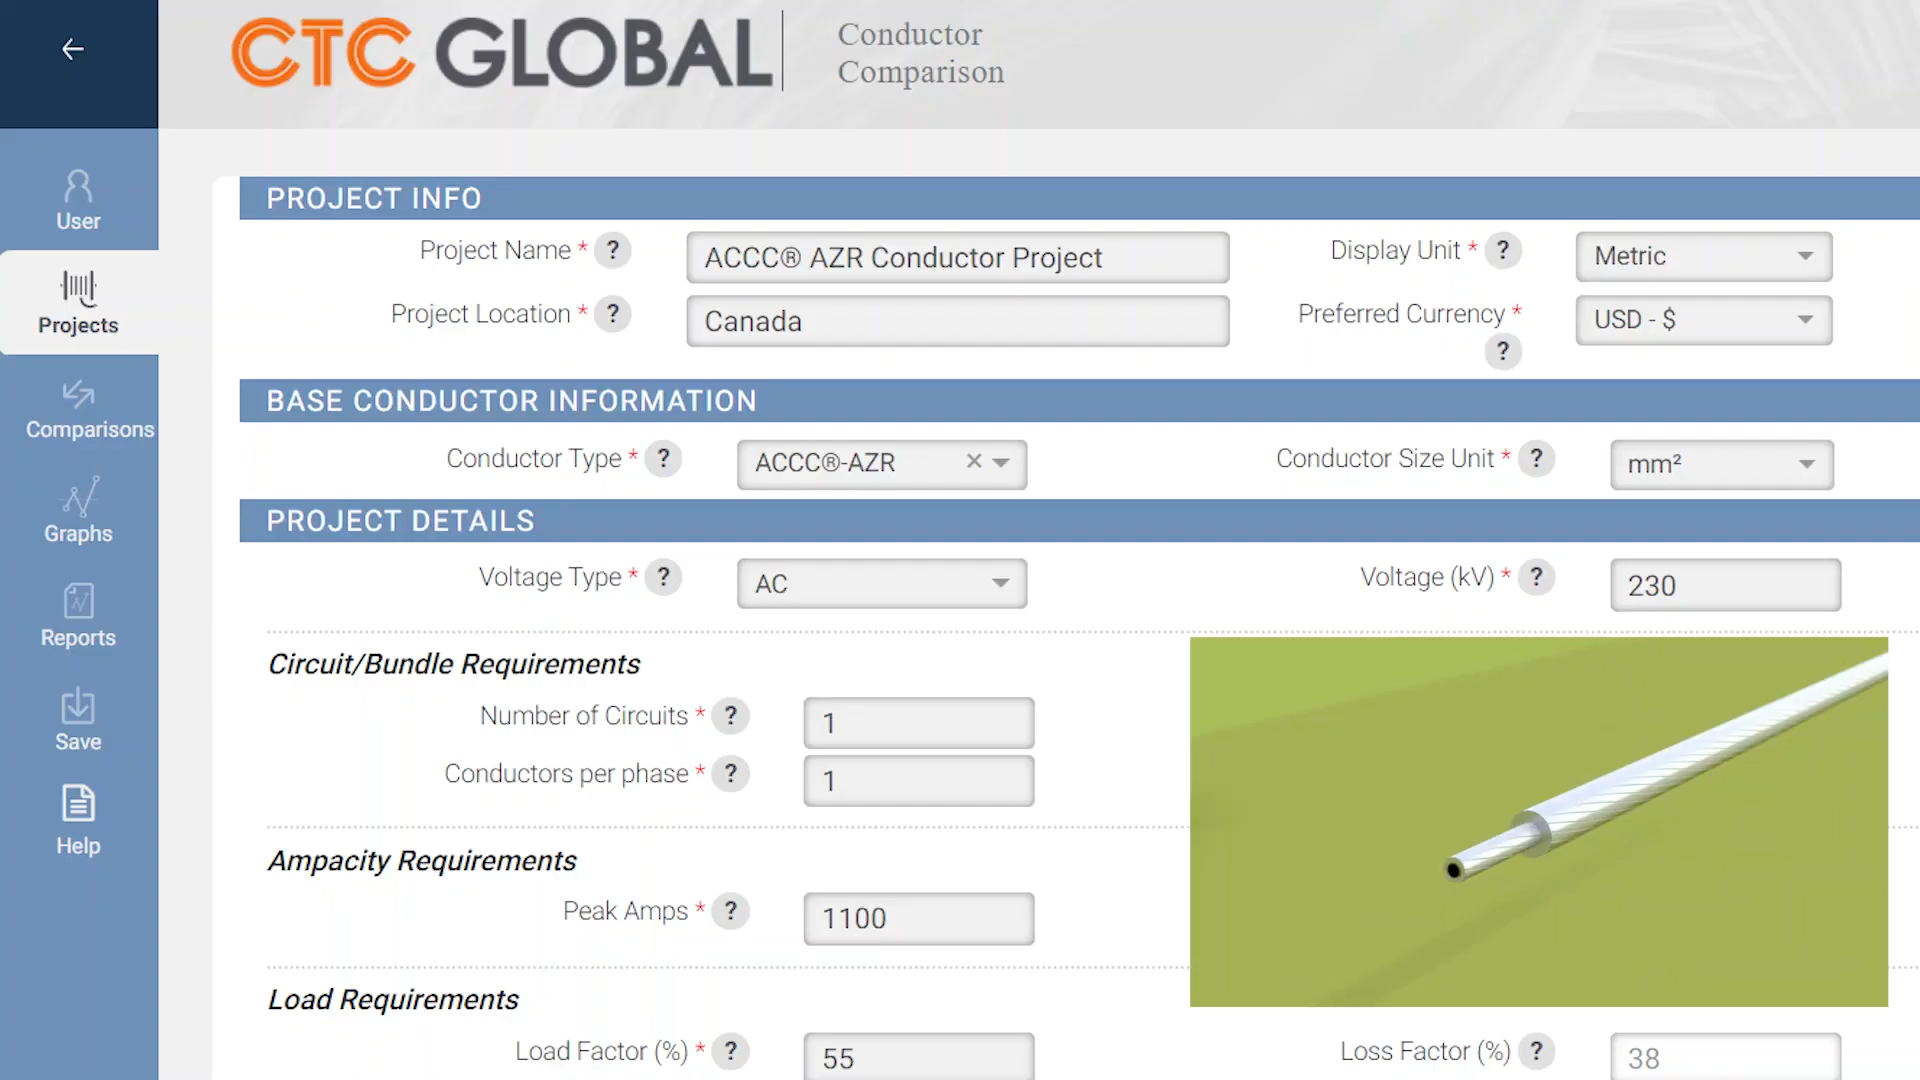 CTC GLOBAL
Conductor
Comparison
User
Projects
Comparisons
Graphs
Reports
Save
Help
PROJECT INFO
Project Name * ? ACCC® AZR Conductor Project
Display Unit * ? Metric
Project Location * ? Canada
Preferred Currency * ? USD - $
BASE CONDUCTOR INFORMATION
Conductor Type * ? ACCC®-AZR ×
Conductor Size Unit * ? mm²
PROJECT DETAILS
Voltage Type * ? AC
Voltage (kV) * ? 230
Circuit/Bundle Requirements
Number of Circuits * ? 1
Conductors per phase * ? 1
Ampacity Requirements
Peak Amps * ? 1100
Load Requirements
Load Factor (%) * ? 55
Loss Factor (%) ? 38